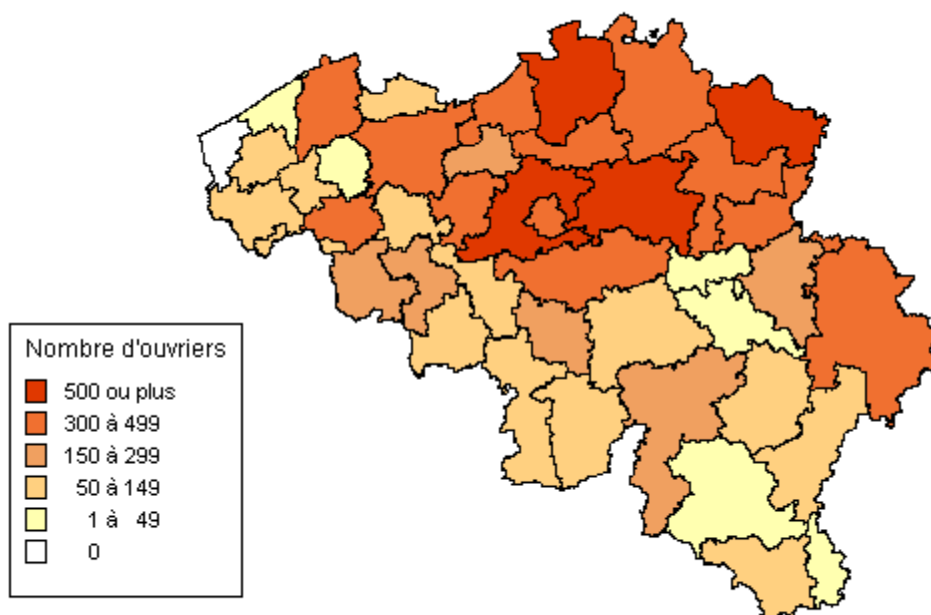 Nombre d'ouvriers
500 ou plus
300 à 499
150 à 299
50 à 149
1 à 49
0